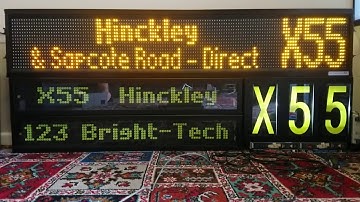 Hinckley
& Sapcote Road - Direct
X55
X55 , Hinckley
123 Bright-Tech
X55